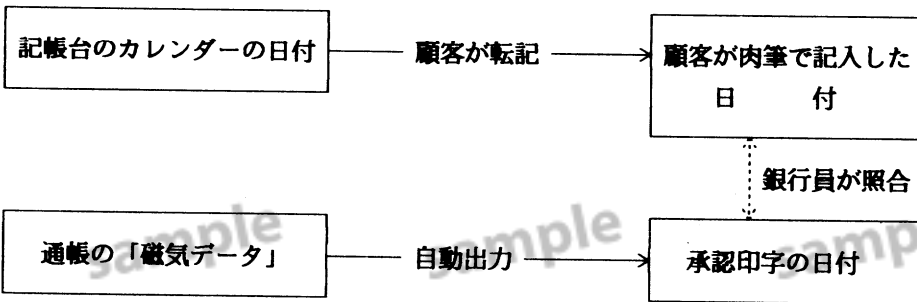 記帳台のカレンダーの日付
顧客が転記
顧客が肉筆で記入した
日 付
銀行員が照合
通帳の「磁気データ」
自動出力
承認印字の日付
sample
sample
sample